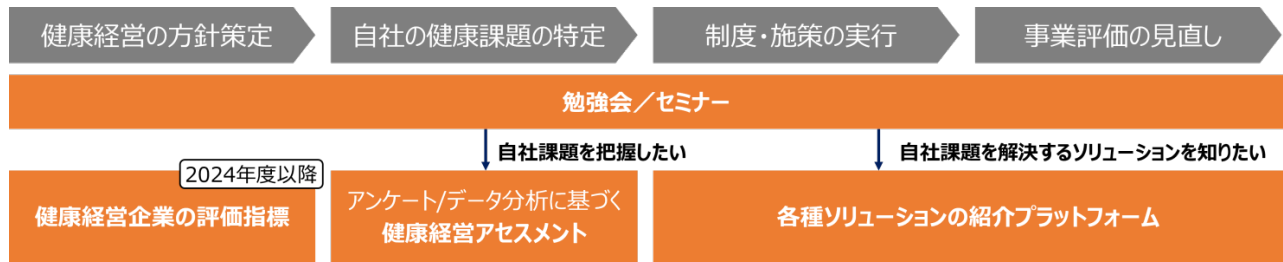 健康経営の方針策定
自社の健康課題の特定
制度・施策の実行
事業評価の見直し
勉強会／セミナー
自社課題を把握したい
自社課題を解決するソリューションを知りたい
2024年度以降
健康経営企業の評価指標
アンケート/データ分析に基づく
健康経営アセスメント
各種ソリューションの紹介プラットフォーム